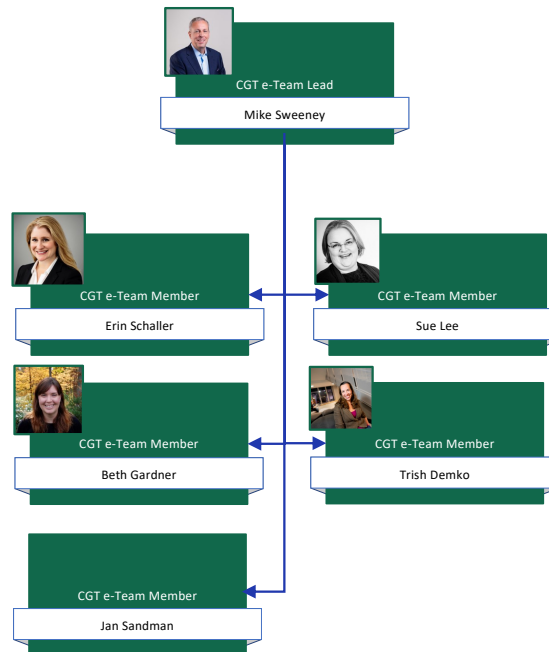 CGT e-Team Lead
Mike Sweeney
CGT e-Team Member
Erin Schaller
CGT e-Team Member
Sue Lee
CGT e-Team Member
Beth Gardner
CGT e-Team Member
Trish Demko
CGT e-Team Member
Jan Sandman